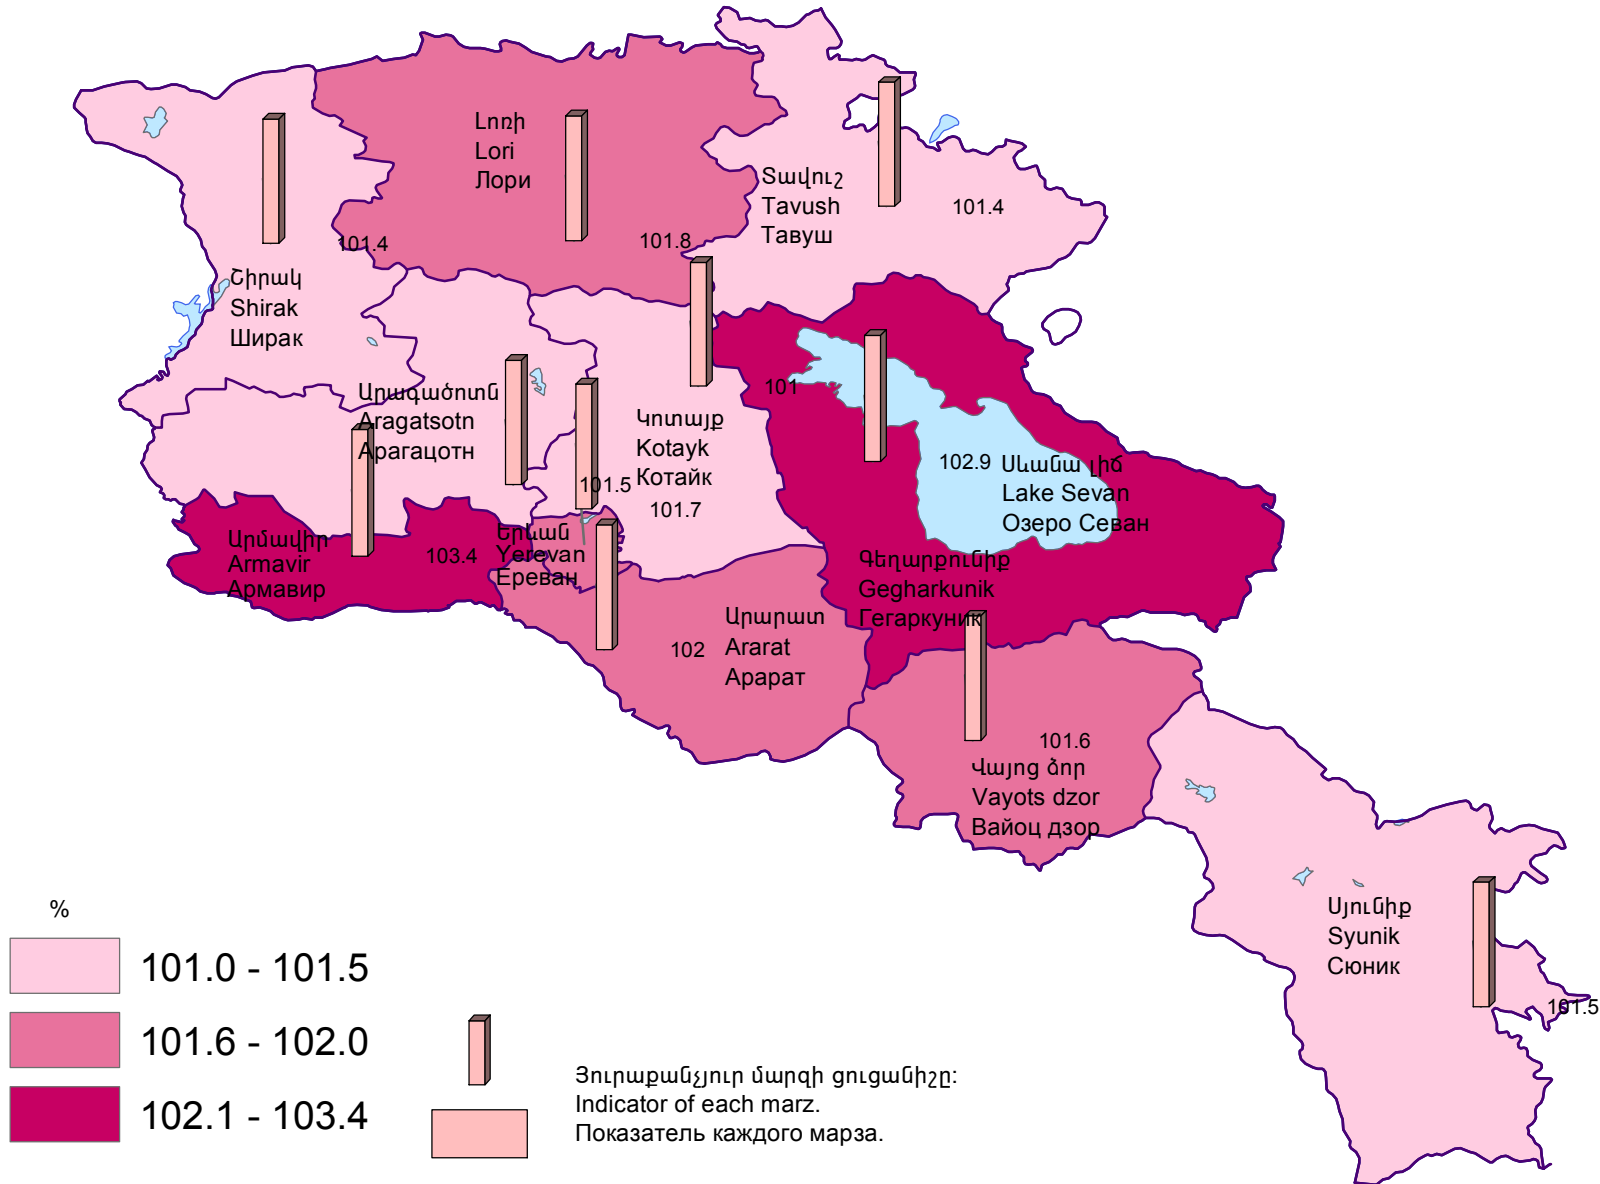 Լոռի
Lori
Лори
Տավուշ
Tavush
Тавуш
101.4
101.4
101.8
Շիրակ
Shirak
Ширак
Արագածոտն
Aragatsotn
Арагацотн
101
Կոտայք
Kotayk
Котайк
101.5
101.7
102.9
Սևանա լիճ
Lake Sevan
Озеро Севан
Արմավիր
Armavir
Армавир
103.4
Երևան
Yerevan
Ереван
Գեղարքունիք
Gegharkunik
Гегаркуник
102
Արարատ
Ararat
Арарат
101.6
Վայոց ձոր
Vayots dzor
Вайоц дзор
Սյունիք
Syunik
Сюник
101.5
%
101.0 - 101.5
101.6 - 102.0
102.1 - 103.4
Յուրաքանչյուր մարզի ցուցանիշը:
Indicator of each marz.
Показатель каждого марза.